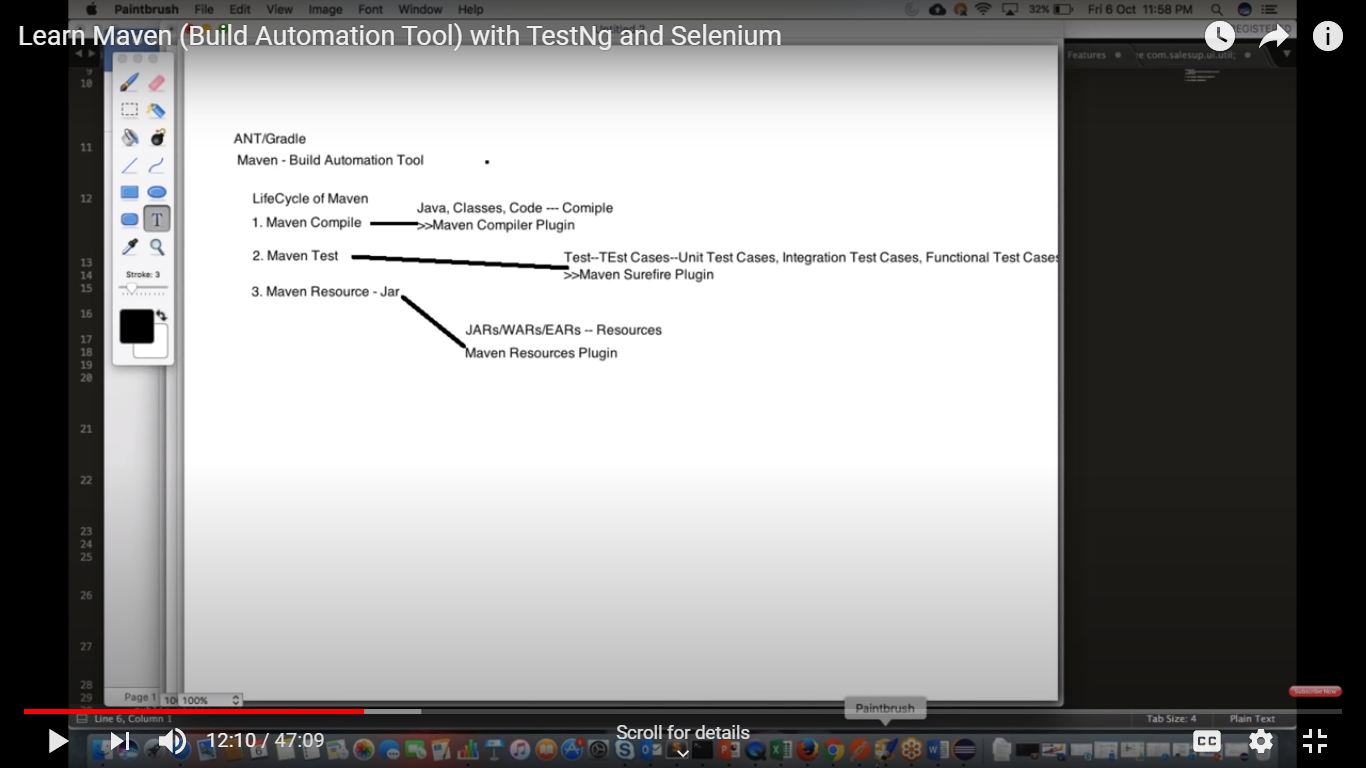 Paintbrush File Edit View Image Font Window Help 32% Fri 6 Oct 11:58 PM
Learn Maven (Build Automation Tool) with TestNg and Selenium
Features
com.salesup.ui.util;
9
10
11
12
13
14
15
16
17
18
19
20
21
22
23
24
25
26
27
28
29
T
Stroke: 3
ANT/Gradle
Maven - Build Automation Tool
LifeCycle of Maven
Java, Classes, Code --- Comiple
1. Maven Compile
>>Maven Compiler Plugin
2. Maven Test
Test--TEst Cases--Unit Test Cases, Integration Test Cases, Functional Test Cases
>>Maven Surefire Plugin
3. Maven Resource - Jar
JARs/WARs/EARs -- Resources
Maven Resources Plugin
Subscribe Now
Page 1
100%
Paintbrush
Line 6, Column 1
Tab Size: 4 Plain Text
12:10 / 47:09
Scroll for details
CC